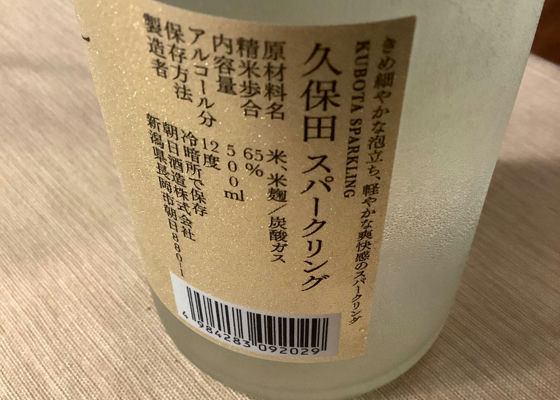 きめ細やかな泡立ち、軽やかな爽快感のスパークリング
KUBOTA SPARKLING
久保田 スパークリング
原材料名 米、米麹/炭酸ガス
精米歩合 65%
内容量 500ml
アルコール分 12度
保存方法 冷暗所で保存
製造者 朝日酒造株式会社
新潟県長岡市朝日880-1
4 984283 092029